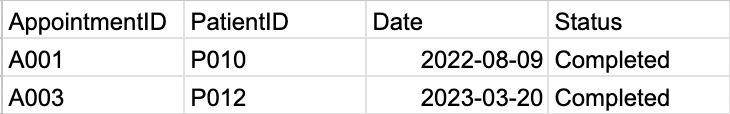 AppointmentID PatientID Date Status
A001 P010 2022-08-09 Completed
A003 P012 2023-03-20 Completed